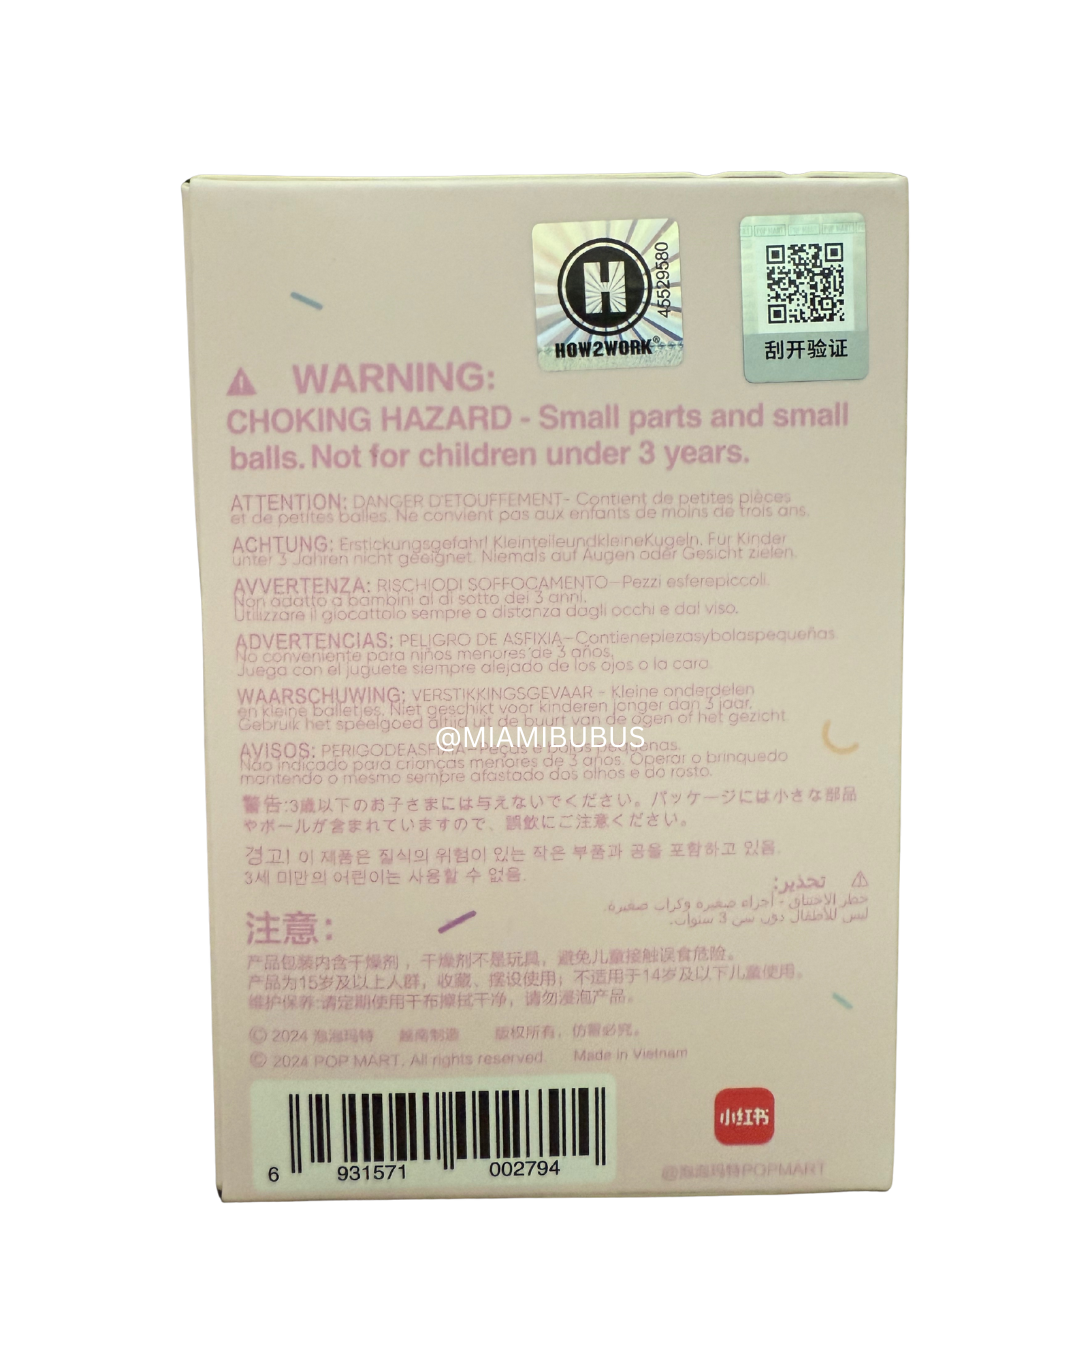 45529580
H
HOW2WORK®
刮开验证
WARNING:
CHOKING HAZARD - Small parts and small
balls. Not for children under 3 years.
ATTENTION: DANGER D'ETOUFFEMENT- Contient de petites pièces
et de petites balles. Ne convient pas aux enfants de moins de trois ans.
ACHTUNG: Erstickungsgefahr! KleinteileundkleineKugeln. Für Kinder
unter 3 Jahren nicht geeignet. Niemals auf Augen oder Gesicht zielen.
AVVERTENZA: RISCHIODI SOFFOCAMENTO—Pezzi esferepiccoli.
Non adatto a bambini al di sotto dei 3 anni.
Utilizzare il giocattolo sempre a distanza dagli occhi e dal viso.
ADVERTENCIAS: PELIGRO DE ASFIXIA—Contienepiezasybolaspequeñas.
No conveniente para niños menores de 3 años.
Juega con el juguete siempre alejado de los ojos o la cara.
WAARSCHUWING: VERSTIKKINGSGEVAAR - Kleine onderdelen
en kleine balletjes. Niet geschikt voor kinderen jonger dan 3 jaar.
Gebruik het speelgoed altijd uit de buurt van de ogen of het gezicht.
@MIAMIBUBUS
AVISOS: PERIGODEASFIXIA—Peças e bolas pequenas.
Não indicado para crianças menores de 3 años. Operar o brinquedo
mantendo o mesmo sempre afastado dos olhos e do rosto.
警告:3歳以下のお子さまには与えないでください。パッケージには小さな部品
やボールが含まれていますので、誤飲にご注意ください。
경고! 이 제품은 질식의 위험이 있는 작은 부품과 공을 포함하고 있음.
3세 미만의 어린이는 사용할 수 없음.
تحذير:
خطر الاختناق - أجزاء صغيرة وكرات صغيرة.
ليس للأطفال دون سن 3 سنوات.
注意:
产品包装内含干燥剂，干燥剂不是玩具，避免儿童接触误食危险。
产品为15岁及以上人群，收藏、摆设使用；不适用于14岁及以下儿童使用。
维护保养:请定期使用干布擦拭干净，请勿浸泡产品。
© 2024 泡泡玛特 越南制造 版权所有，仿冒必究。
© 2024 POP MART. All rights reserved. Made in Vietnam
6 931571 002794
小红书
@泡泡玛特POPMART